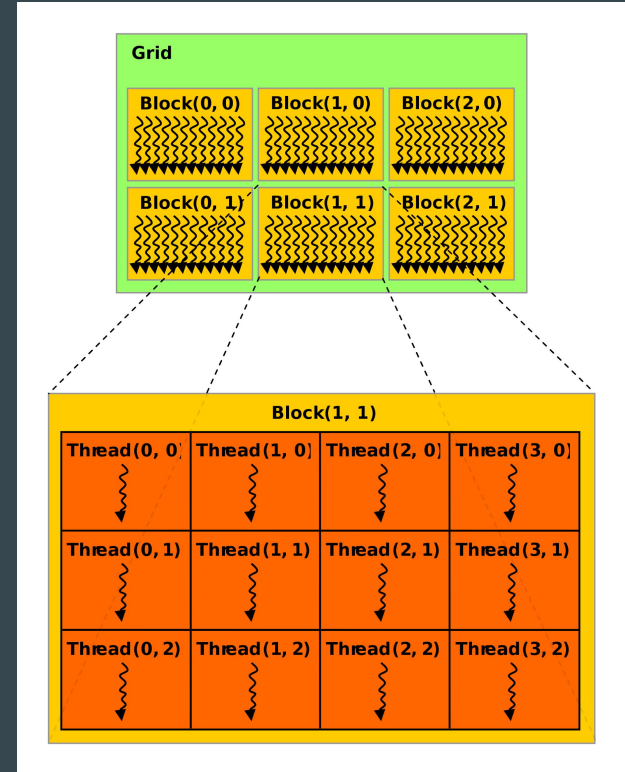 Grid
Block(0, 0) Block(1, 0) Block(2, 0)
Block(0, 1) Block(1, 1) Block(2, 1)
Block(1, 1)
Thread(0, 0) Thread(1, 0) Thread(2, 0) Thread(3, 0)
Thread(0, 1) Thread(1, 1) Thread(2, 1) Thread(3, 1)
Thread(0, 2) Thread(1, 2) Thread(2, 2) Thread(3, 2)